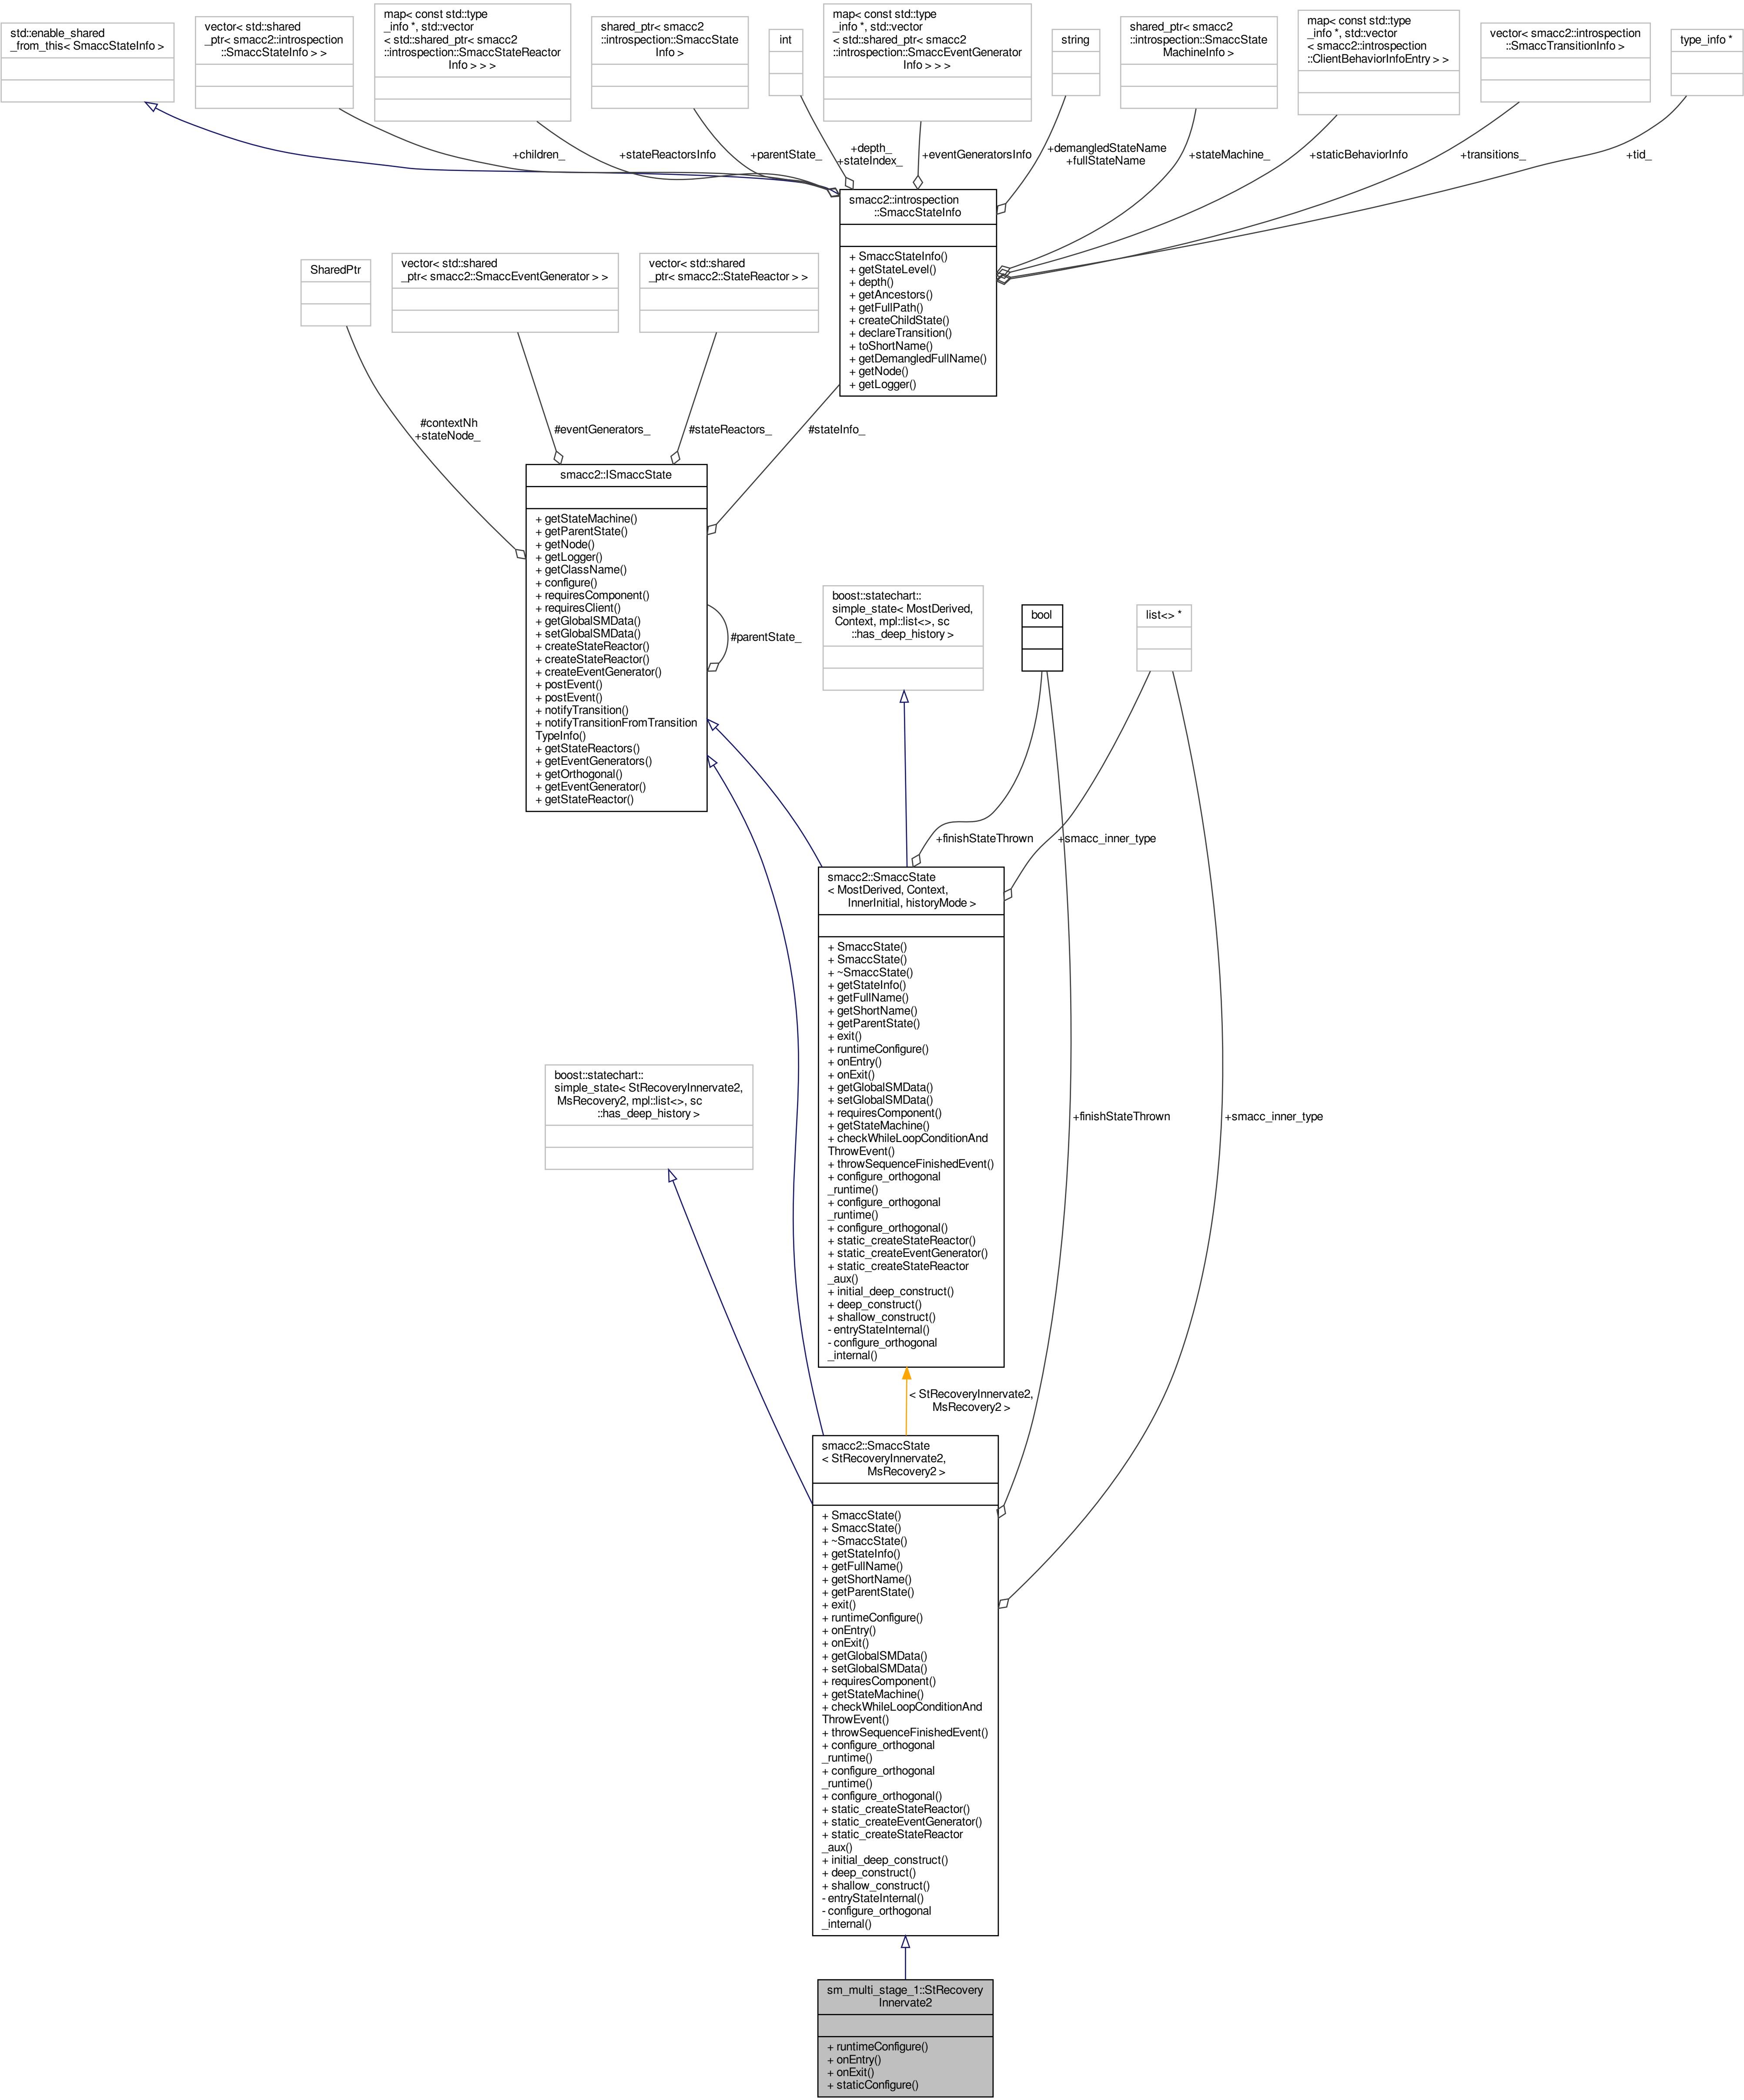 std::enable_shared
_from_this< SmaccStateInfo >
vector< std::shared
_ptr< smacc2::introspection
::SmaccStateInfo > >
map< const std::type
_info *, std::vector
< std::shared_ptr< smacc2
::introspection::SmaccStateReactor
Info > > >
shared_ptr< smacc2
::introspection::SmaccState
Info >
int
map< const std::type
_info *, std::vector
< std::shared_ptr< smacc2
::introspection::SmaccEventGenerator
Info > > >
string
shared_ptr< smacc2
::introspection::SmaccState
MachineInfo >
map< const std::type
_info *, std::vector
< smacc2::introspection
::ClientBehaviorInfoEntry > >
vector< smacc2::introspection
::SmaccTransitionInfo >
type_info *
+children_
+stateReactorsInfo
+parentState_
+depth_
+stateIndex_
+eventGeneratorsInfo
+demangledStateName
+fullStateName
+stateMachine_
+staticBehaviorInfo
+transitions_
+tid_
smacc2::introspection
::SmaccStateInfo
+ SmaccStateInfo()
+ getStateLevel()
+ depth()
+ getAncestors()
+ getFullPath()
+ createChildState()
+ declareTransition()
+ toShortName()
+ getDemangledFullName()
+ getNode()
+ getLogger()
SharedPtr
vector< std::shared
_ptr< smacc2::SmaccEventGenerator > >
vector< std::shared
_ptr< smacc2::StateReactor > >
#contextNh
+stateNode_
#eventGenerators_
#stateReactors_
#stateInfo_
smacc2::ISmaccState
+ getStateMachine()
+ getParentState()
+ getNode()
+ getLogger()
+ getClassName()
+ configure()
+ requiresComponent()
+ requiresClient()
+ getGlobalSMData()
+ setGlobalSMData()
+ createStateReactor()
+ createStateReactor()
+ createEventGenerator()
+ postEvent()
+ postEvent()
+ notifyTransition()
+ notifyTransitionFromTransition
TypeInfo()
+ getStateReactors()
+ getEventGenerators()
+ getOrthogonal()
+ getEventGenerator()
+ getStateReactor()
#parentState_
boost::statechart::
simple_state< MostDerived,
Context, mpl::list<>, sc
::has_deep_history >
bool
list<> *
+finishStateThrown
+smacc_inner_type
smacc2::SmaccState
< MostDerived, Context,
InnerInitial, historyMode >
+ SmaccState()
+ SmaccState()
+ ~SmaccState()
+ getStateInfo()
+ getFullName()
+ getShortName()
+ getParentState()
+ exit()
+ runtimeConfigure()
+ onEntry()
+ onExit()
+ getGlobalSMData()
+ setGlobalSMData()
+ requiresComponent()
+ getStateMachine()
+ checkWhileLoopConditionAnd
ThrowEvent()
+ throwSequenceFinishedEvent()
+ configure_orthogonal
_runtime()
+ configure_orthogonal
_runtime()
+ configure_orthogonal()
+ static_createStateReactor()
+ static_createEventGenerator()
+ static_createStateReactor
_aux()
+ initial_deep_construct()
+ deep_construct()
+ shallow_construct()
- entryStateInternal()
- configure_orthogonal
_internal()
boost::statechart::
simple_state< StRecoveryInnervate2,
MsRecovery2, mpl::list<>, sc
::has_deep_history >
+finishStateThrown
+smacc_inner_type
< StRecoveryInnervate2,
MsRecovery2 >
smacc2::SmaccState
< StRecoveryInnervate2,
MsRecovery2 >
+ SmaccState()
+ SmaccState()
+ ~SmaccState()
+ getStateInfo()
+ getFullName()
+ getShortName()
+ getParentState()
+ exit()
+ runtimeConfigure()
+ onEntry()
+ onExit()
+ getGlobalSMData()
+ setGlobalSMData()
+ requiresComponent()
+ getStateMachine()
+ checkWhileLoopConditionAnd
ThrowEvent()
+ throwSequenceFinishedEvent()
+ configure_orthogonal
_runtime()
+ configure_orthogonal
_runtime()
+ configure_orthogonal()
+ static_createStateReactor()
+ static_createEventGenerator()
+ static_createStateReactor
_aux()
+ initial_deep_construct()
+ deep_construct()
+ shallow_construct()
- entryStateInternal()
- configure_orthogonal
_internal()
sm_multi_stage_1::StRecovery
Innervate2
+ runtimeConfigure()
+ onEntry()
+ onExit()
+ staticConfigure()